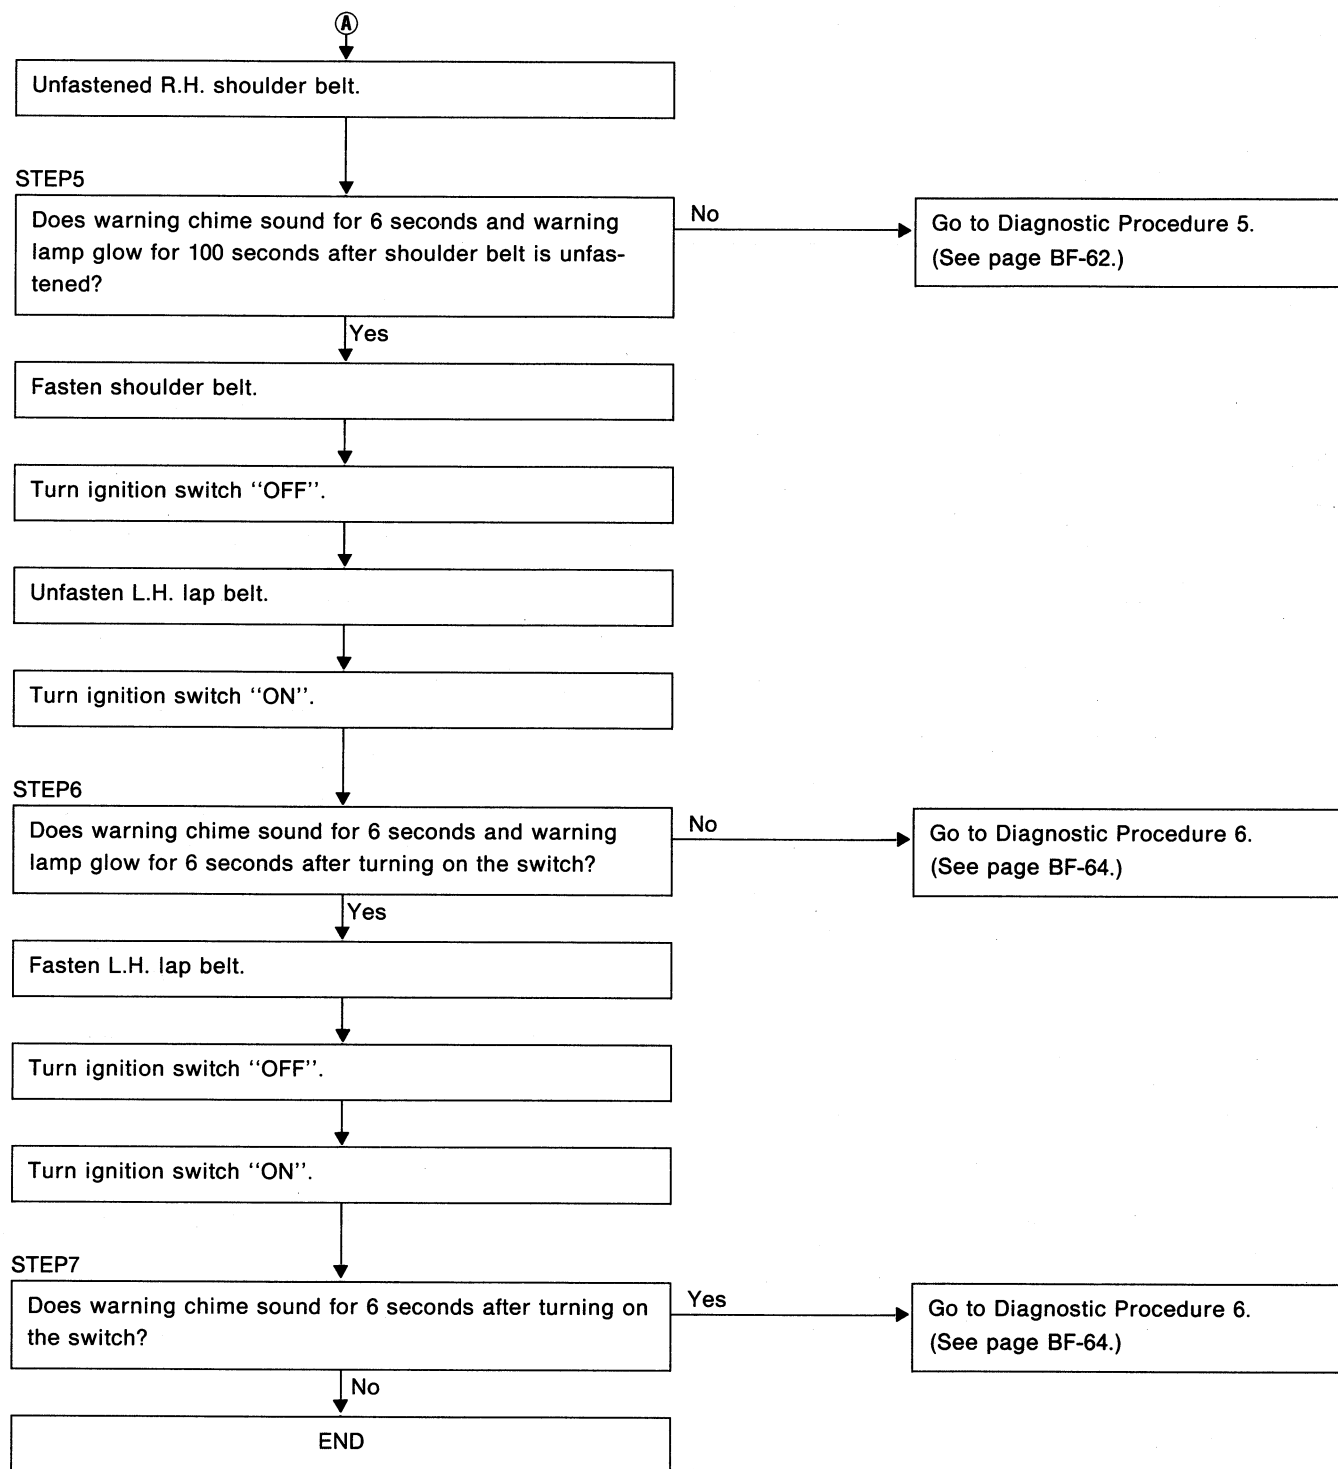 Ⓐ
Unfastened R.H. shoulder belt.
STEP5
Does warning chime sound for 6 seconds and warning
lamp glow for 100 seconds after shoulder belt is unfas-
tened?
No
Go to Diagnostic Procedure 5.
(See page BF-62.)
Yes
Fasten shoulder belt.
Turn ignition switch “OFF”.
Unfasten L.H. lap belt.
Turn ignition switch “ON”.
STEP6
Does warning chime sound for 6 seconds and warning
lamp glow for 6 seconds after turning on the switch?
No
Go to Diagnostic Procedure 6.
(See page BF-64.)
Yes
Fasten L.H. lap belt.
Turn ignition switch “OFF”.
Turn ignition switch “ON”.
STEP7
Does warning chime sound for 6 seconds after turning on
the switch?
Yes
Go to Diagnostic Procedure 6.
(See page BF-64.)
No
END